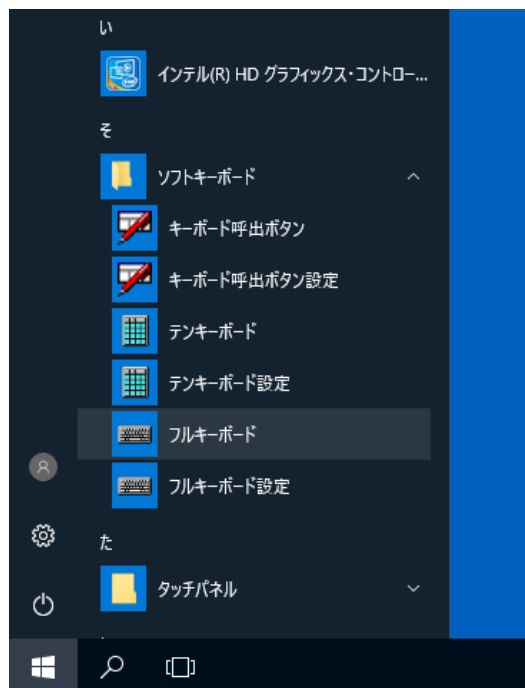 い
インテル(R) HD グラフィックス・コントロー...
そ
ソフトキーボード
キーボード呼出ボタン
キーボード呼出ボタン設定
テンキーボード
テンキーボード設定
フルキーボード
フルキーボード設定
た
タッチパネル